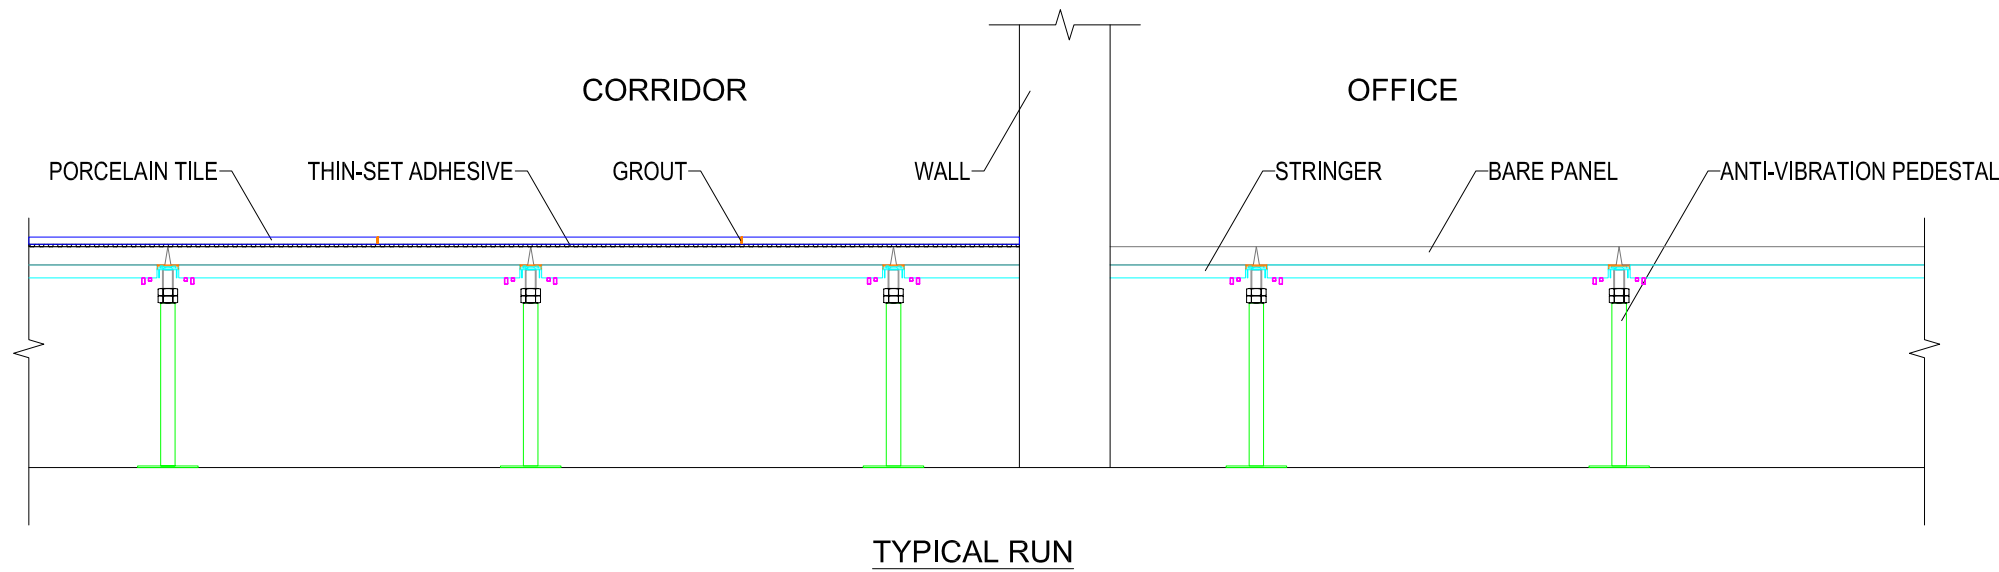 CORRIDOR
OFFICE
PORCELAIN TILE
THIN-SET ADHESIVE
GROUT
WALL
STRINGER
BARE PANEL
ANTI-VIBRATION PEDESTAL
TYPICAL RUN